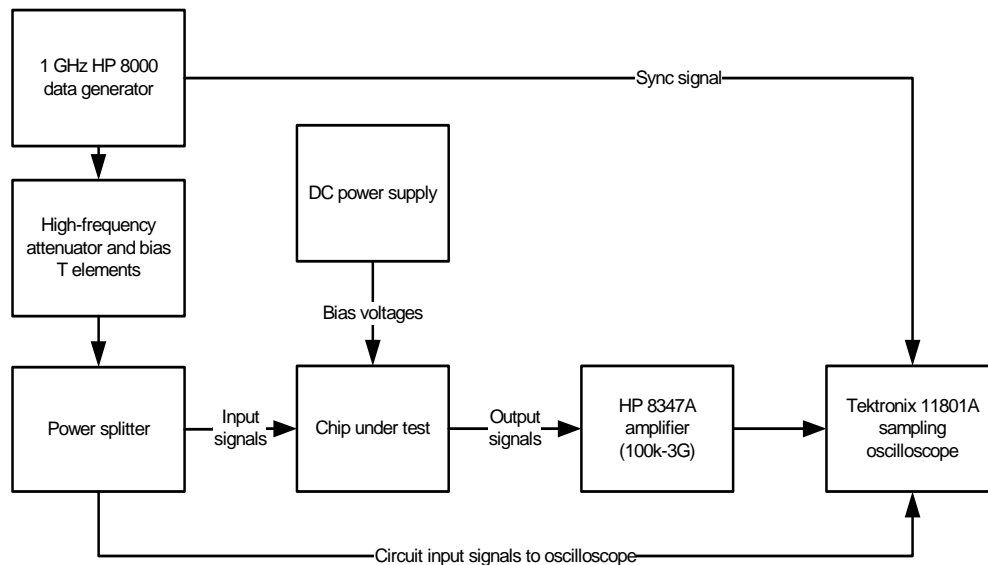 1 GHz HP 8000
data generator
Sync signal
DC power supply
High-frequency
attenuator and bias
T elements
Bias voltages
Power splitter
Input
signals
Chip under test
Output
signals
HP 8347A
amplifier
(100k-3G)
Tektronix 11801A
sampling
oscilloscope
Circuit input signals to oscilloscope